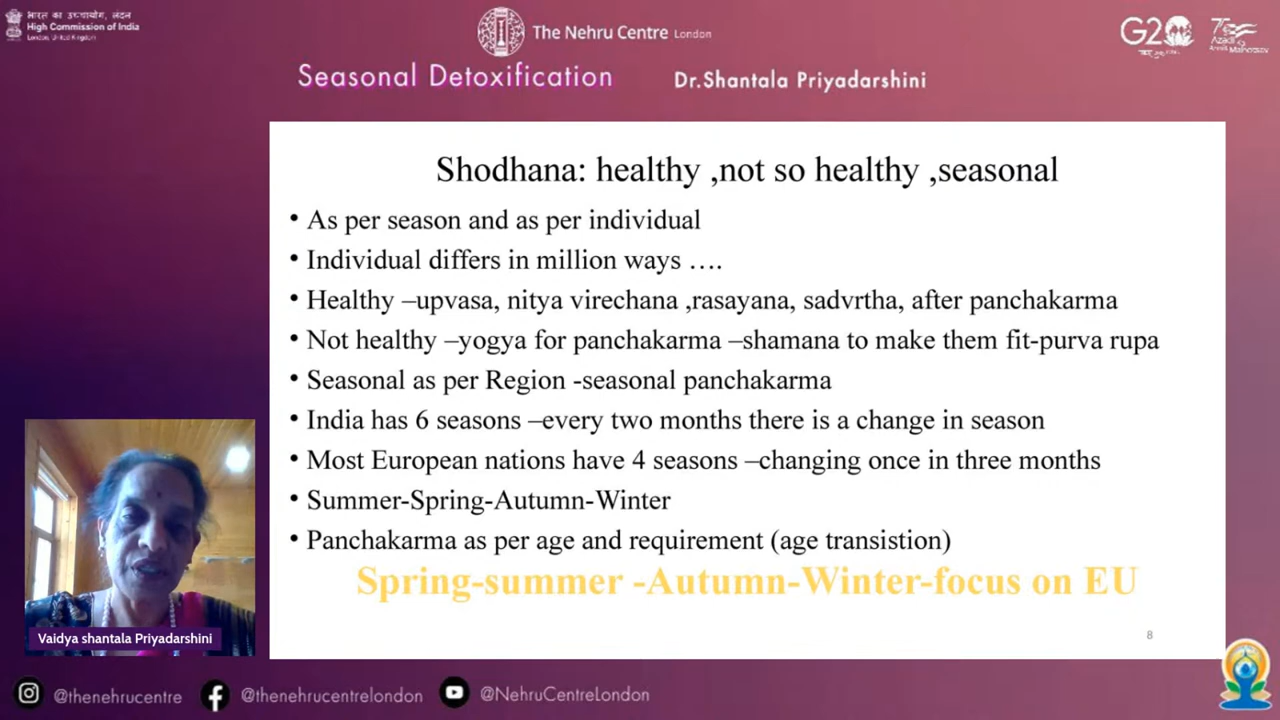 भारत का उच्चायोग, लंदन
High Commission of India
London, United Kingdom
The Nehru Centre London
G20
75
Azadi Ka
Amrit Mahotsav
Seasonal Detoxification Dr.Shantala Priyadarshini
Shodhana: healthy ,not so healthy ,seasonal
• As per season and as per individual
• Individual differs in million ways ….
• Healthy –upvasa, nitya virechana ,rasayana, sadvrtha, after panchakarma
• Not healthy –yogya for panchakarma –shamana to make them fit-purva rupa
• Seasonal as per Region -seasonal panchakarma
• India has 6 seasons –every two months there is a change in season
• Most European nations have 4 seasons –changing once in three months
• Summer-Spring-Autumn-Winter
• Panchakarma as per age and requirement (age transistion)
Spring-summer -Autumn-Winter-focus on EU
8
Vaidya shantala Priyadarshini
@thenehrucentre @thenehrucentrelondon @NehruCentreLondon